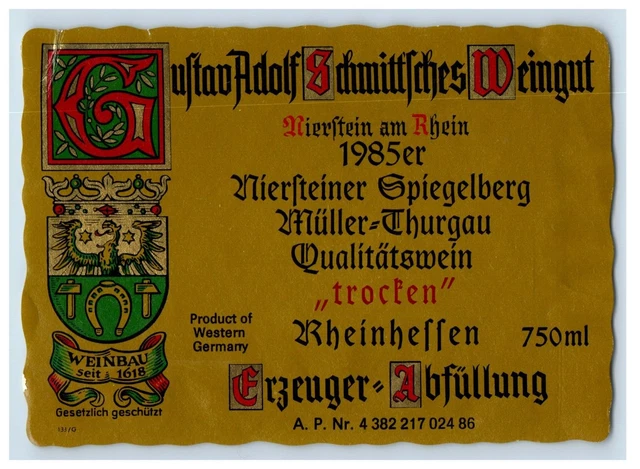 Gustav Adolf Schmittsches Weingut
Nierstein am Rhein
1985er
Niersteiner Spiegelberg
Müller-Thurgau
Qualitätswein
„trocken”
Rheinhessen
750ml
Product of
Western
Germany
WEINBAU
seit 1618
Gesetzlich geschützt
Erzeuger-Abfüllung
A. P. Nr. 4 382 217 024 86